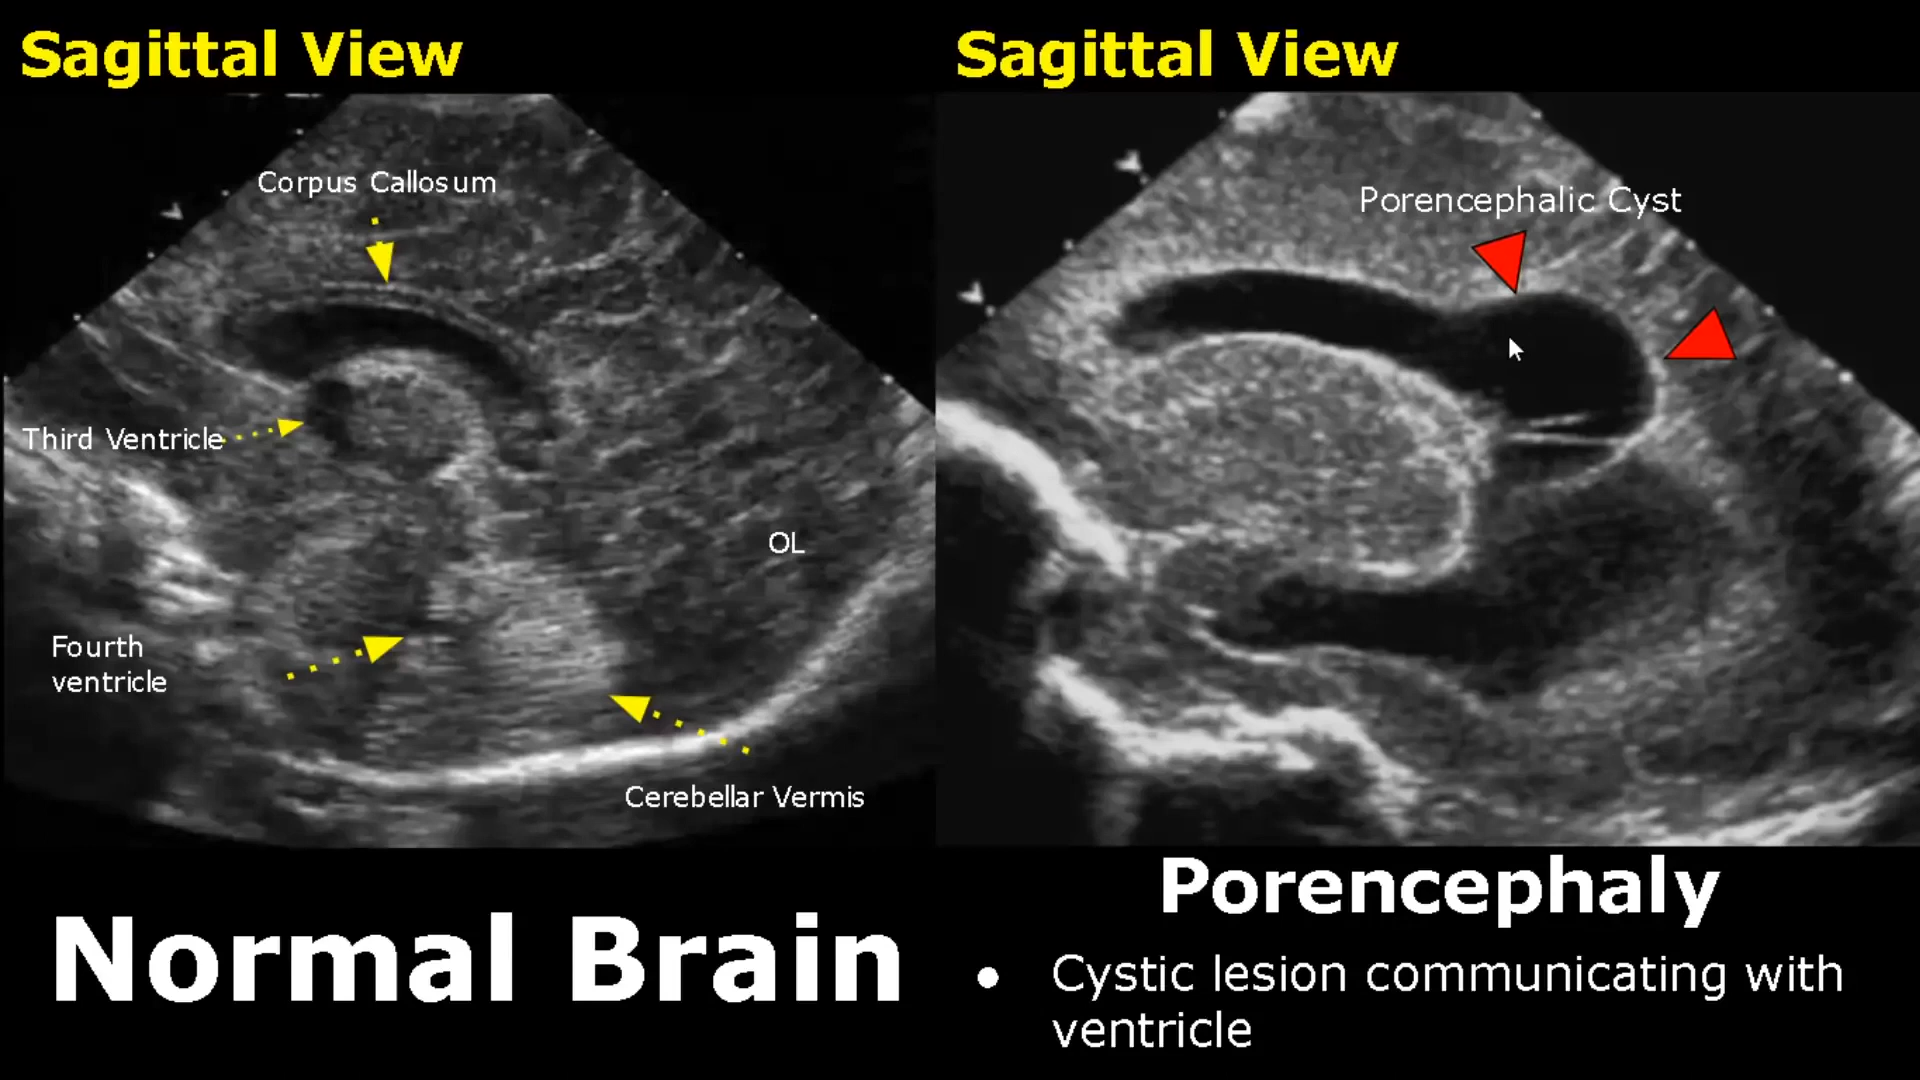 Sagittal View
Corpus Callosum
Third Ventricle
OL
Fourth
ventricle
Cerebellar Vermis
Normal Brain
Sagittal View
Porencephalic Cyst
Porencephaly
• Cystic lesion communicating with
ventricle